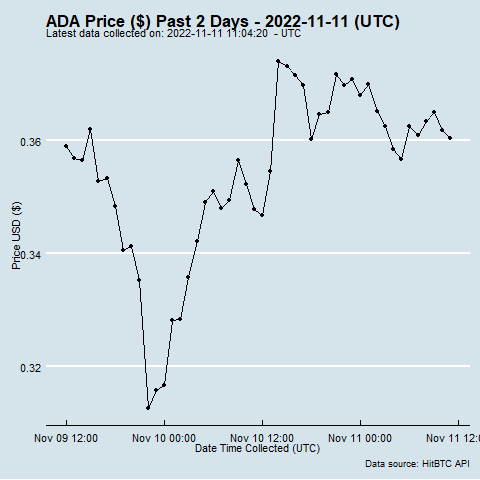 ADA Price ($) Past 2 Days - 2022-11-11 (UTC)
Latest data collected on: 2022-11-11 11:04:20 - UTC
0.36
Price USD ($)
0.34
0.32
Nov 09 12:00 Nov 10 00:00 Nov 10 12:00 Nov 11 00:00 Nov 11 12:0
Date Time Collected (UTC)
Data source: HitBTC API